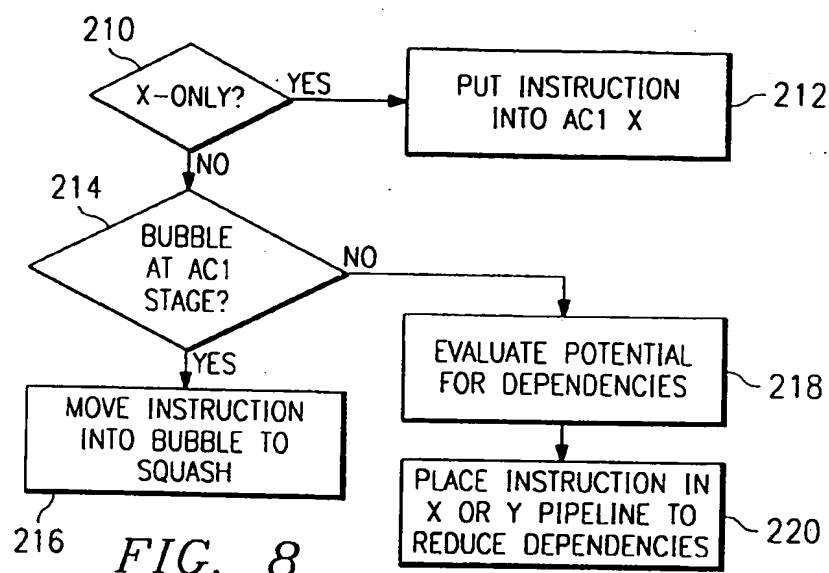 210
X-ONLY?
YES
PUT INSTRUCTION
INTO AC1 X
212
NO
214
BUBBLE
AT AC1
STAGE?
NO
YES
EVALUATE POTENTIAL
FOR DEPENDENCIES
218
MOVE INSTRUCTION
INTO BUBBLE TO
SQUASH
216
PLACE INSTRUCTION IN
X OR Y PIPELINE TO
REDUCE DEPENDENCIES
220
FIG. 8